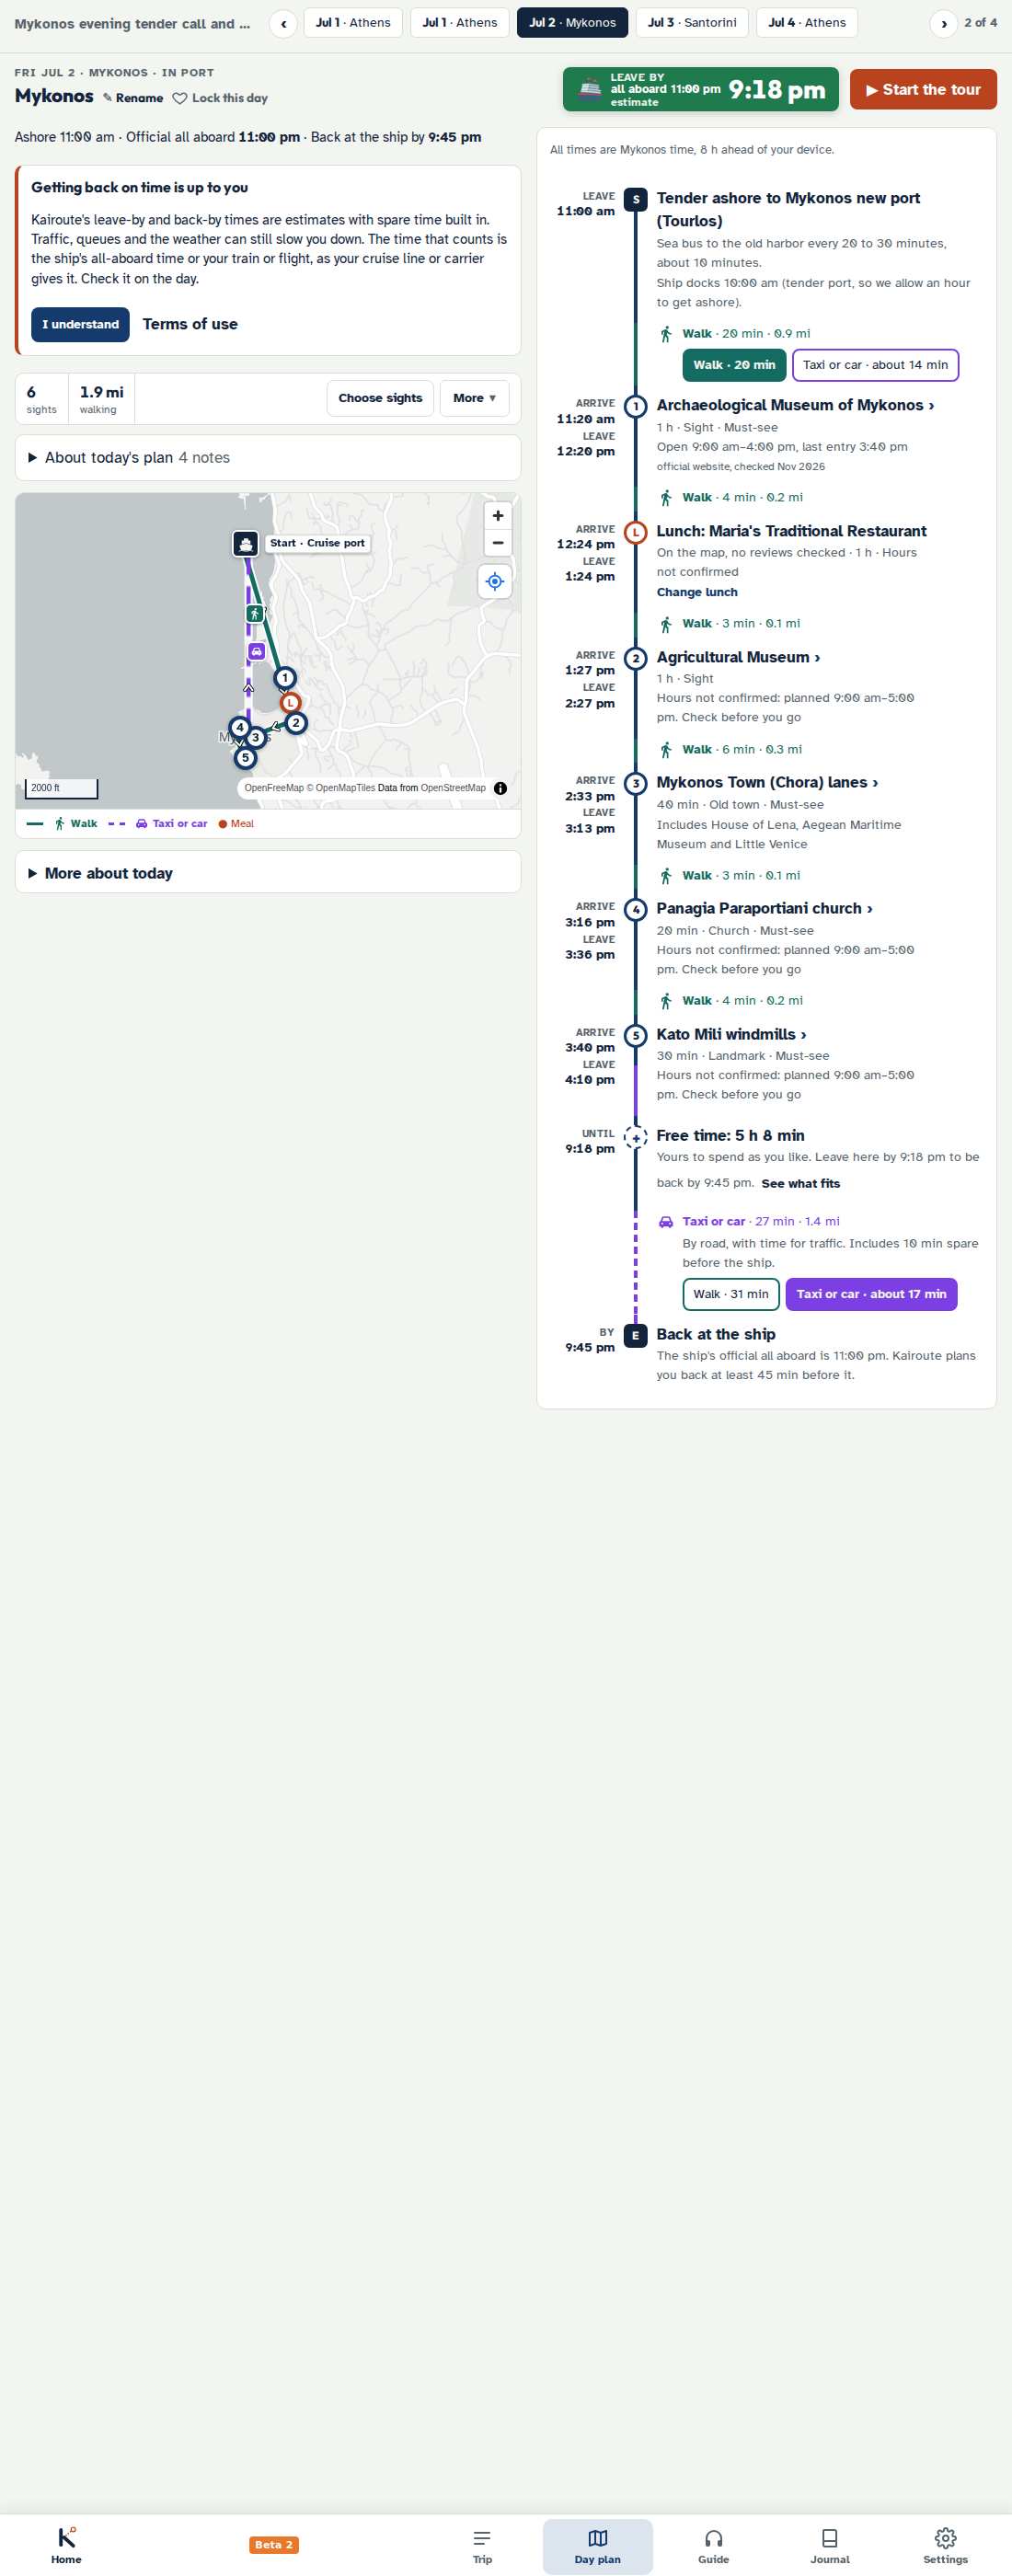 Mykonos evening tender call and ...
‹
Jul 1 · Athens
Jul 1 · Athens
Jul 2 · Mykonos
Jul 3 · Santorini
Jul 4 · Athens
›
2 of 4
FRI JUL 2 · MYKONOS · IN PORT
Mykonos ✎ Rename Lock this day
LEAVE BY
all aboard 11:00 pm
estimate
9:18 pm
▶ Start the tour
Ashore 11:00 am · Official all aboard 11:00 pm · Back at the ship by 9:45 pm
Getting back on time is up to you
Kairoute's leave-by and back-by times are estimates with spare time built in.
Traffic, queues and the weather can still slow you down. The time that counts is
the ship's all-aboard time or your train or flight, as your cruise line or carrier
gives it. Check it on the day.
I understand
Terms of use
6
sights
1.9 mi
walking
Choose sights
More ▼
▶ About today's plan 4 notes
Start · Cruise port
+
−
1
L
2
3
4
5
2000 ft
OpenFreeMap © OpenMapTiles Data from OpenStreetMap
Walk
Taxi or car
Meal
▶ More about today
All times are Mykonos time, 8 h ahead of your device.
LEAVE
11:00 am
S
Tender ashore to Mykonos new port
(Tourlos)
Sea bus to the old harbor every 20 to 30 minutes,
about 10 minutes.
Ship docks 10:00 am (tender port, so we allow an hour
to get ashore).
Walk · 20 min · 0.9 mi
Walk · 20 min
Taxi or car · about 14 min
ARRIVE
11:20 am
LEAVE
12:20 pm
1
Archaeological Museum of Mykonos ›
1 h · Sight · Must-see
Open 9:00 am–4:00 pm, last entry 3:40 pm
official website, checked Nov 2026
Walk · 4 min · 0.2 mi
ARRIVE
12:24 pm
LEAVE
1:24 pm
L
Lunch: Maria's Traditional Restaurant
On the map, no reviews checked · 1 h · Hours
not confirmed
Change lunch
Walk · 3 min · 0.1 mi
ARRIVE
1:27 pm
LEAVE
2:27 pm
2
Agricultural Museum ›
1 h · Sight
Hours not confirmed: planned 9:00 am–5:00
pm. Check before you go
Walk · 6 min · 0.3 mi
ARRIVE
2:33 pm
LEAVE
3:13 pm
3
Mykonos Town (Chora) lanes ›
40 min · Old town · Must-see
Includes House of Lena, Aegean Maritime
Museum and Little Venice
Walk · 3 min · 0.1 mi
ARRIVE
3:16 pm
LEAVE
3:36 pm
4
Panagia Paraportiani church ›
20 min · Church · Must-see
Hours not confirmed: planned 9:00 am–5:00
pm. Check before you go
Walk · 4 min · 0.2 mi
ARRIVE
3:40 pm
LEAVE
4:10 pm
5
Kato Mili windmills ›
30 min · Landmark · Must-see
Hours not confirmed: planned 9:00 am–5:00
pm. Check before you go
UNTIL
9:18 pm
+
Free time: 5 h 8 min
Yours to spend as you like. Leave here by 9:18 pm to be
back by 9:45 pm. See what fits
Taxi or car · 27 min · 1.4 mi
By road, with time for traffic. Includes 10 min spare
before the ship.
Walk · 31 min
Taxi or car · about 17 min
BY
9:45 pm
E
Back at the ship
The ship's official all aboard is 11:00 pm. Kairoute plans
you back at least 45 min before it.
Home
Beta 2
Trip
Day plan
Guide
Journal
Settings